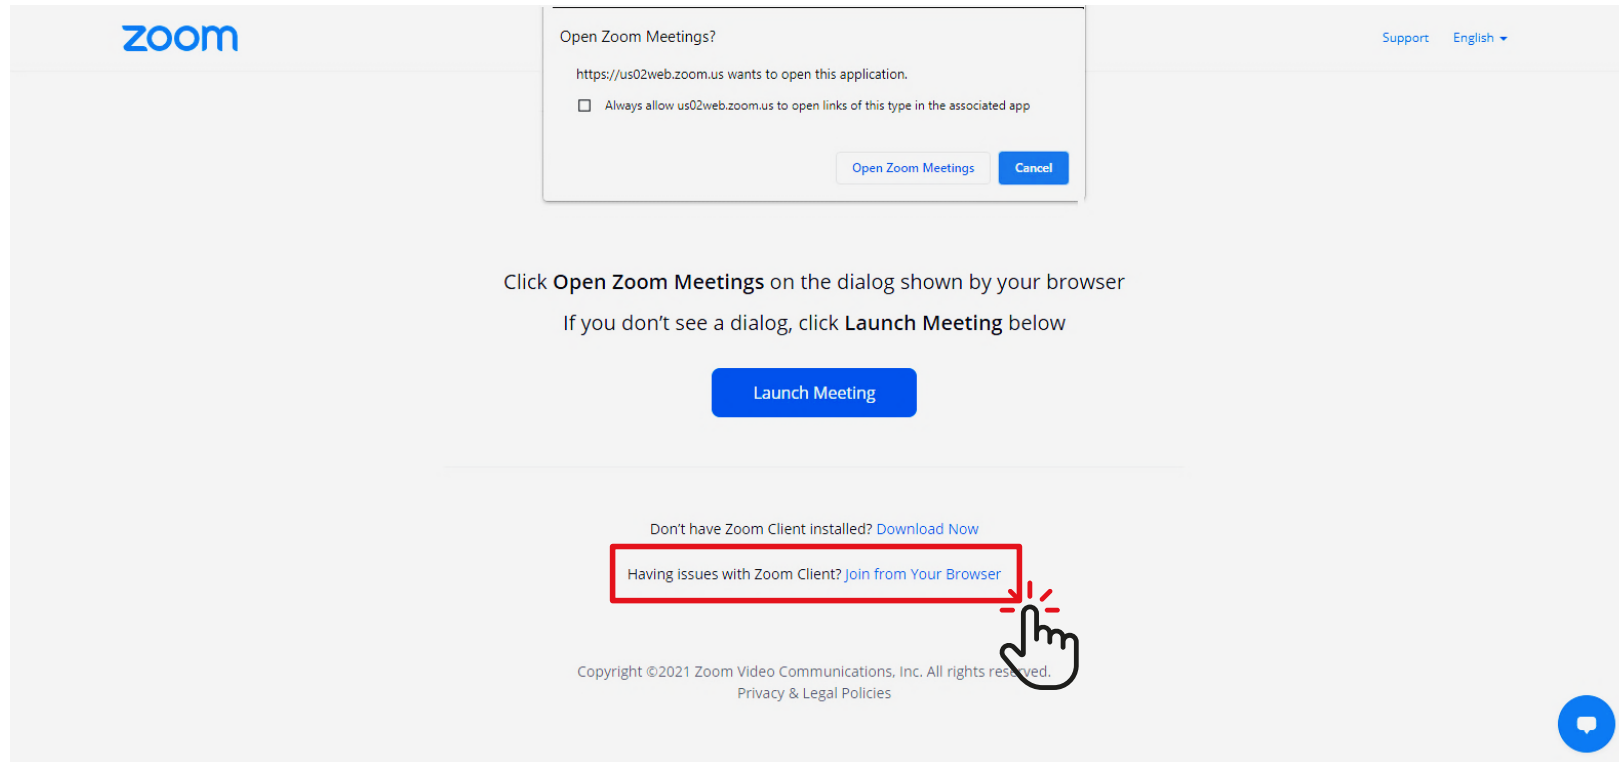 zoom
Open Zoom Meetings?
https://us02web.zoom.us wants to open this application.
Always allow us02web.zoom.us to open links of this type in the associated app
Open Zoom Meetings
Cancel
Support
English
Click Open Zoom Meetings on the dialog shown by your browser
If you don’t see a dialog, click Launch Meeting below
Launch Meeting
Don’t have Zoom Client installed? Download Now
Having issues with Zoom Client? Join from Your Browser
Copyright ©2021 Zoom Video Communications, Inc. All rights reserved.
Privacy & Legal Policies